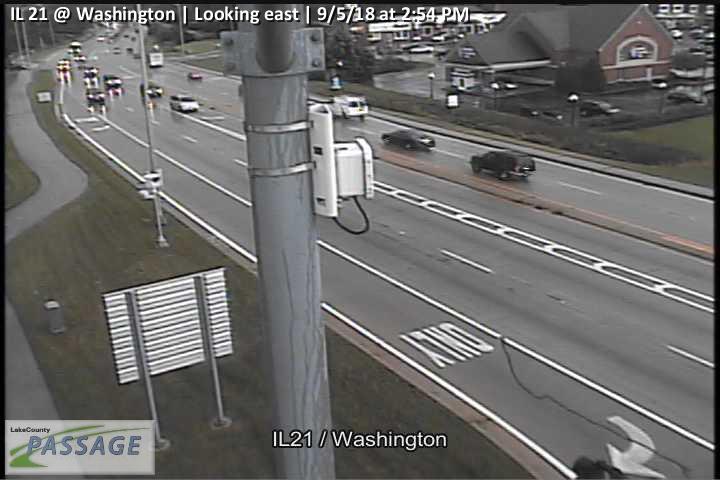 IL 21 @ Washington | Looking east | 9/5/18 at 2:54 PM
ONLY
IL21 / Washington
LakeCounty
PASSAGE